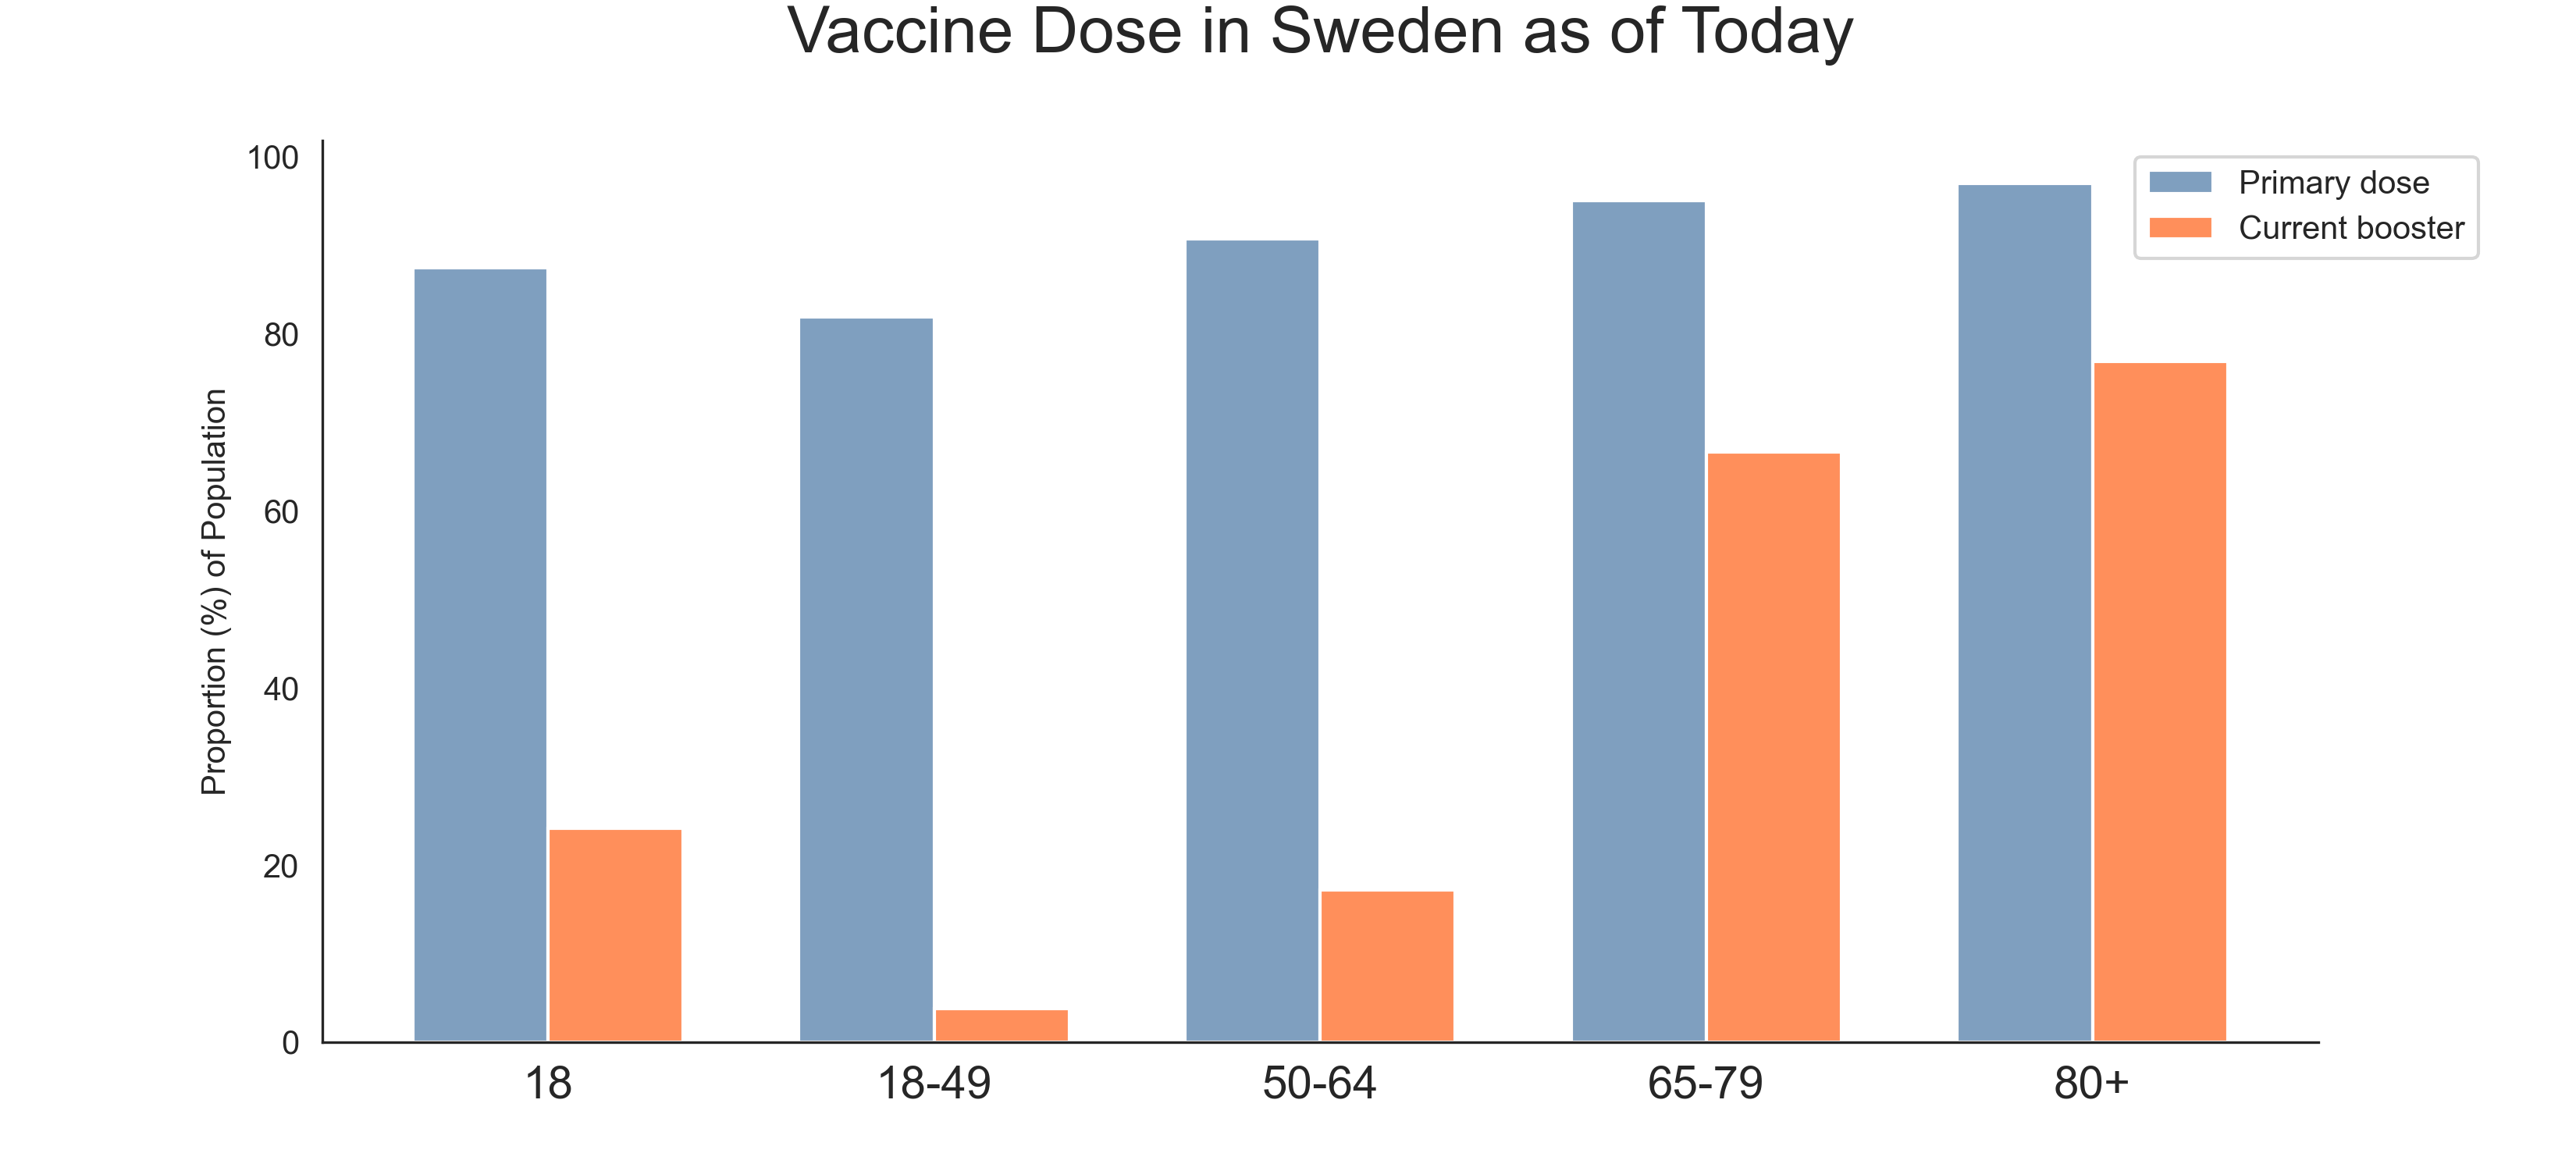 Vaccine Dose in Sweden as of Today
100
80
60
40
20
0
Proportion (%) of Population
Primary dose
Current booster
18
18-49
50-64
65-79
80+